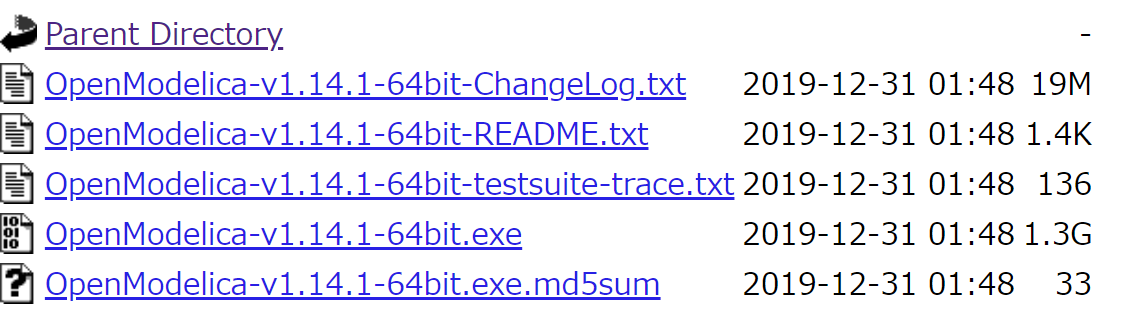 Parent Directory -
OpenModelica-v1.14.1-64bit-ChangeLog.txt 2019-12-31 01:48 19M
OpenModelica-v1.14.1-64bit-README.txt 2019-12-31 01:48 1.4K
OpenModelica-v1.14.1-64bit-testsuite-trace.txt 2019-12-31 01:48 136
OpenModelica-v1.14.1-64bit.exe 2019-12-31 01:48 1.3G
OpenModelica-v1.14.1-64bit.exe.md5sum 2019-12-31 01:48 33